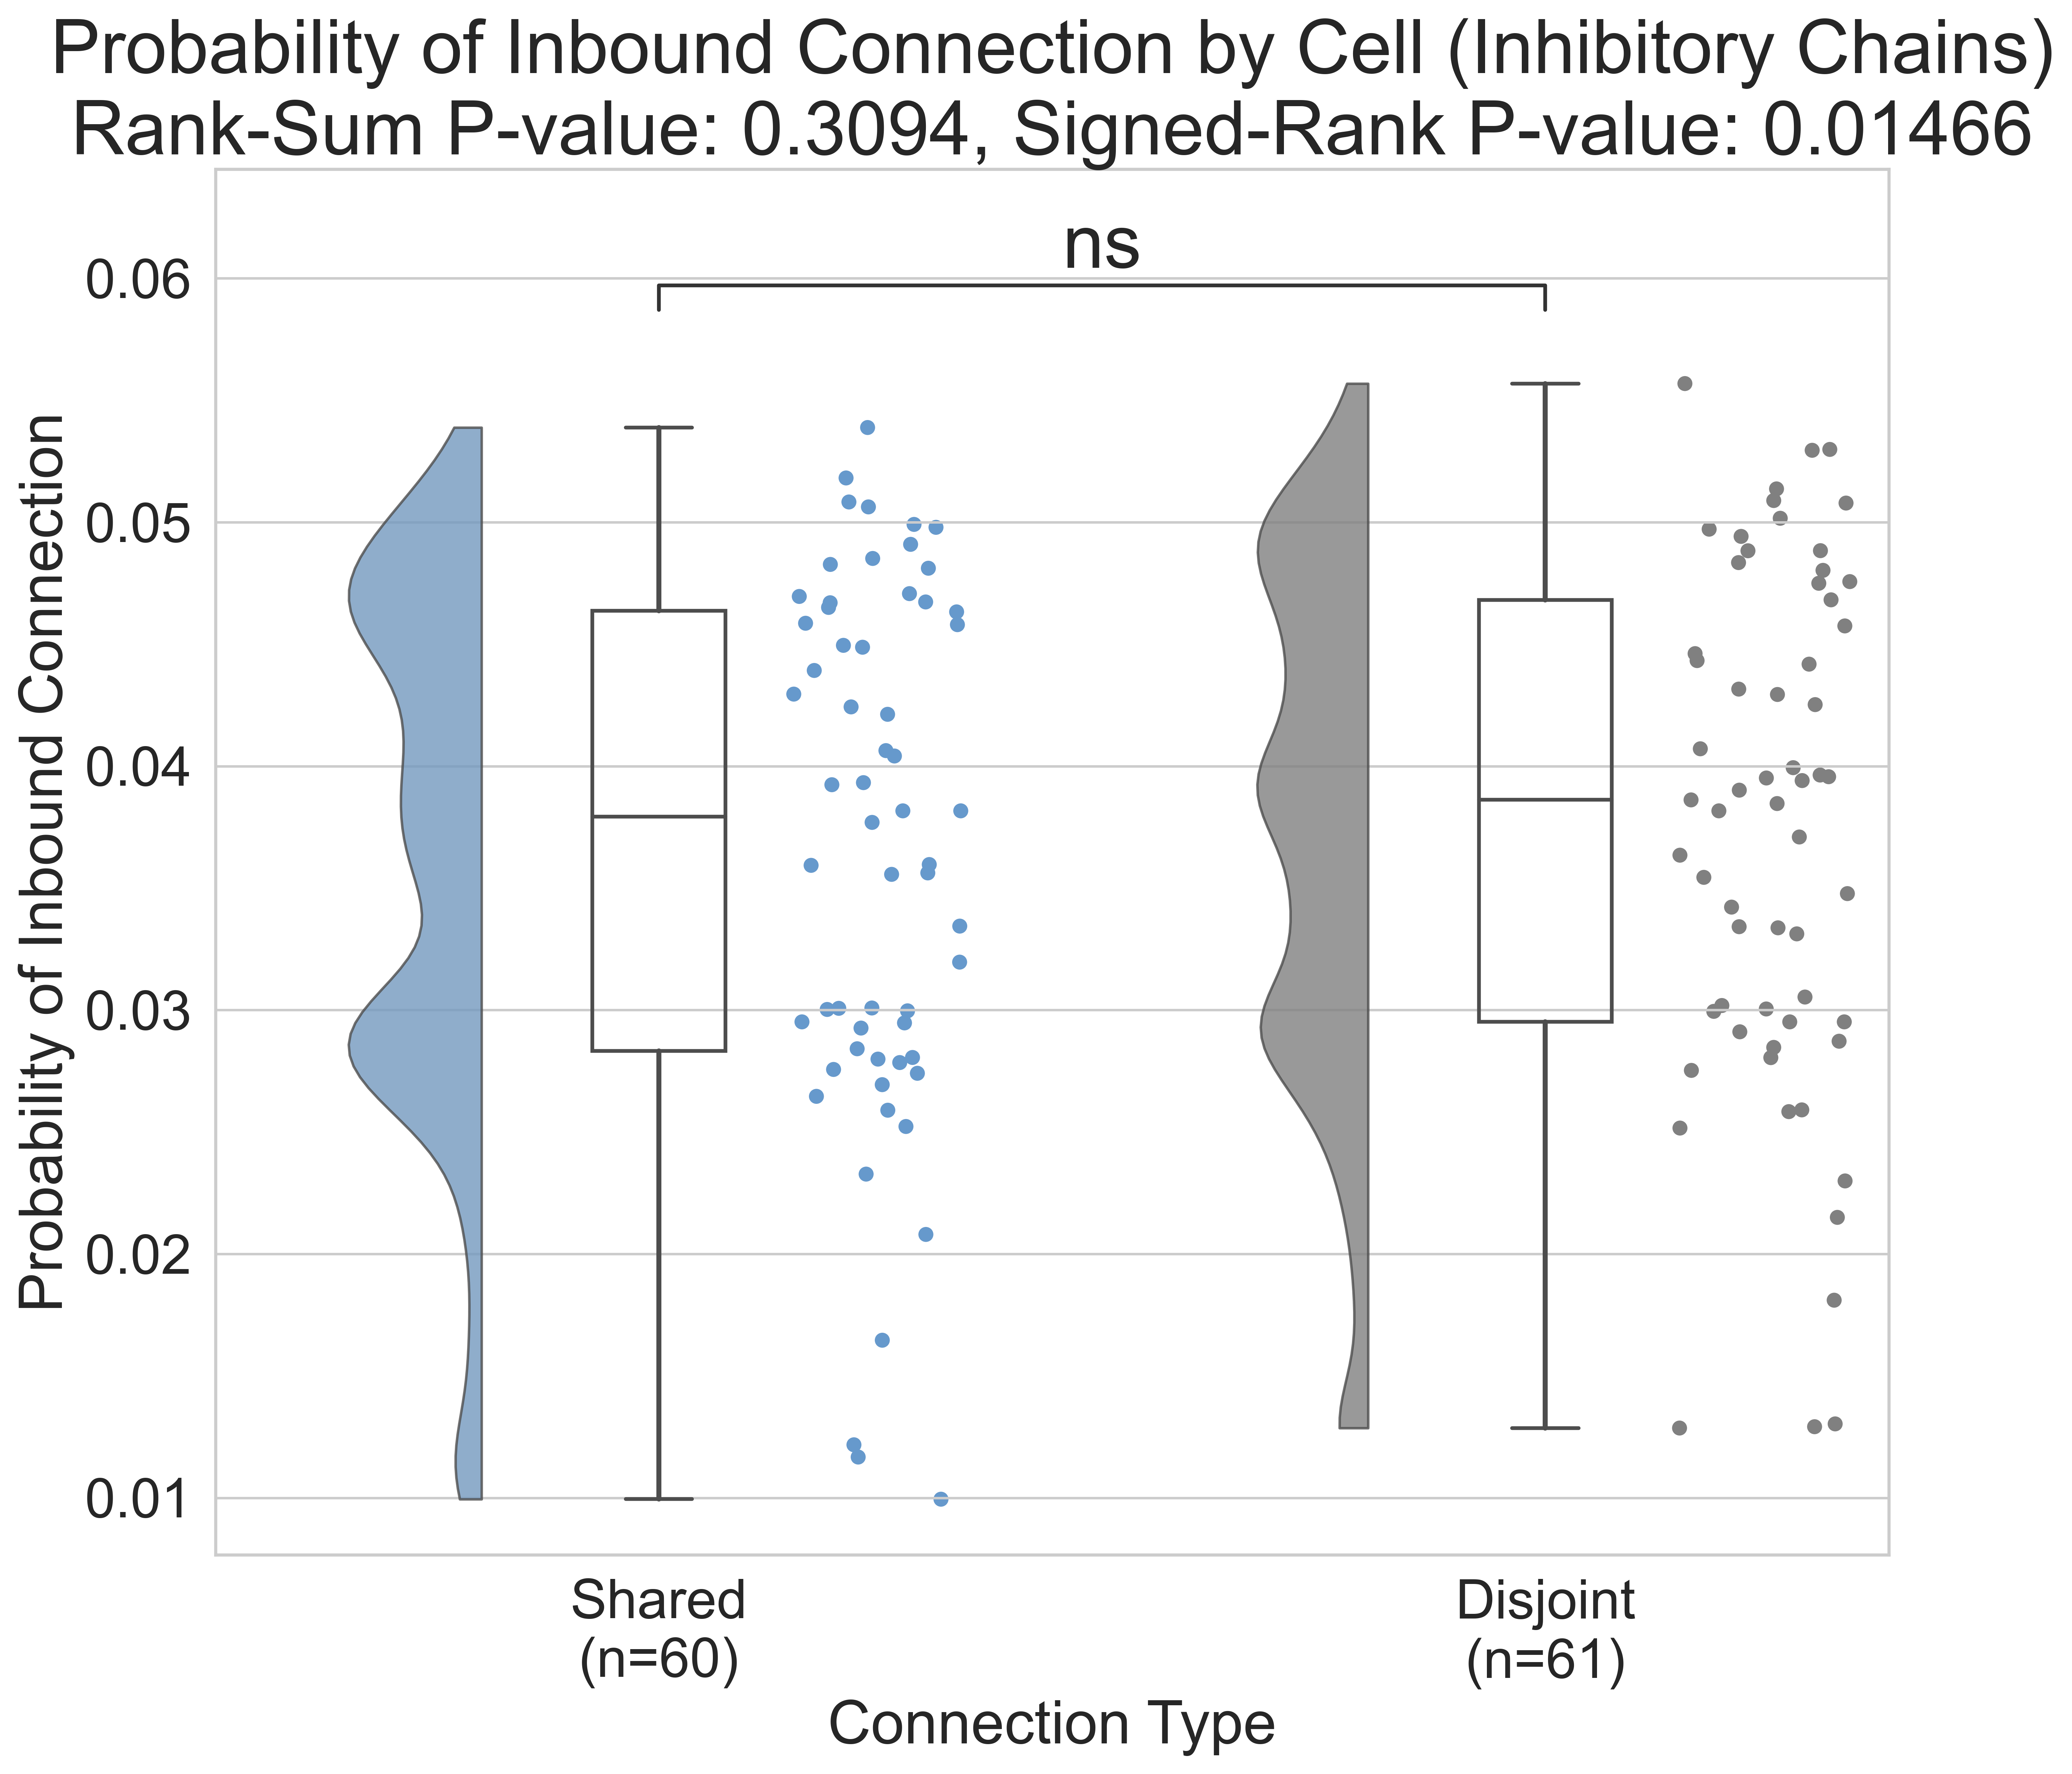 Probability of Inbound Connection by Cell (Inhibitory Chains)
Rank-Sum P-value: 0.3094, Signed-Rank P-value: 0.01466
ns
0.06
0.05
0.04
0.03
0.02
0.01
Probability of Inbound Connection
Shared
(n=60)
Disjoint
(n=61)
Connection Type